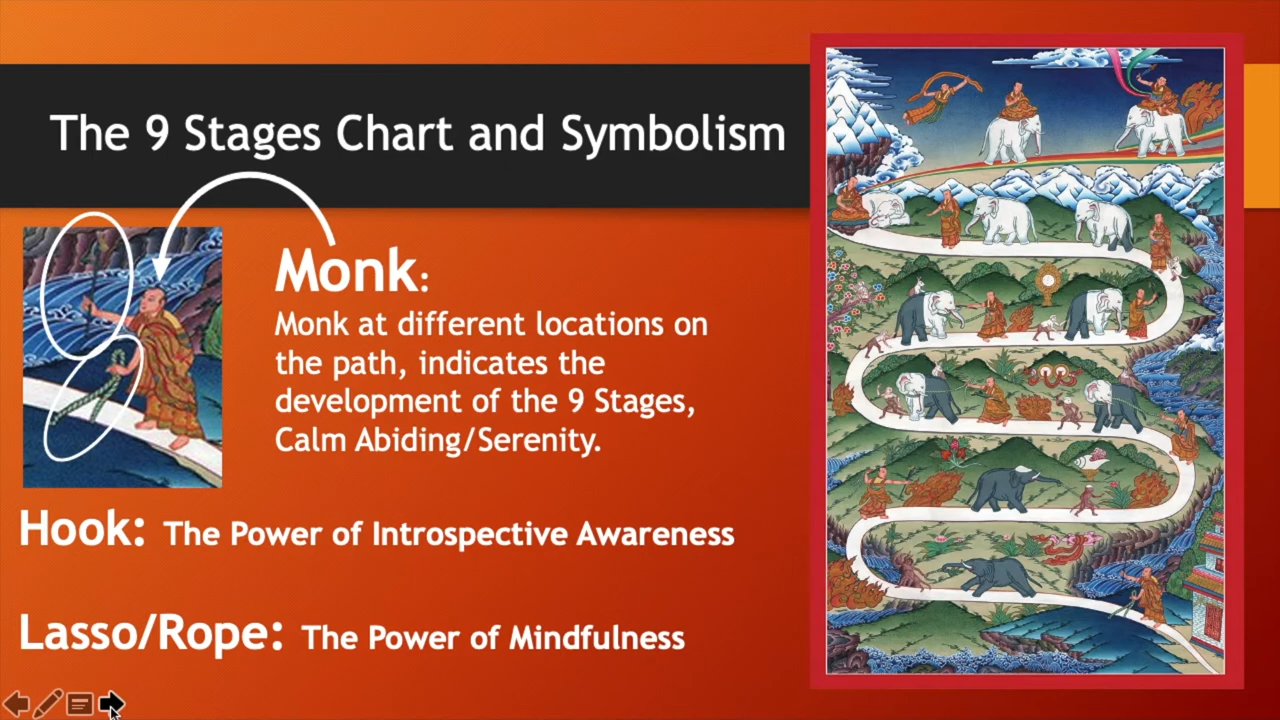 The 9 Stages Chart and Symbolism
Monk:
Monk at different locations on
the path, indicates the
development of the 9 Stages,
Calm Abiding/Serenity.
Hook: The Power of Introspective Awareness
Lasso/Rope: The Power of Mindfulness